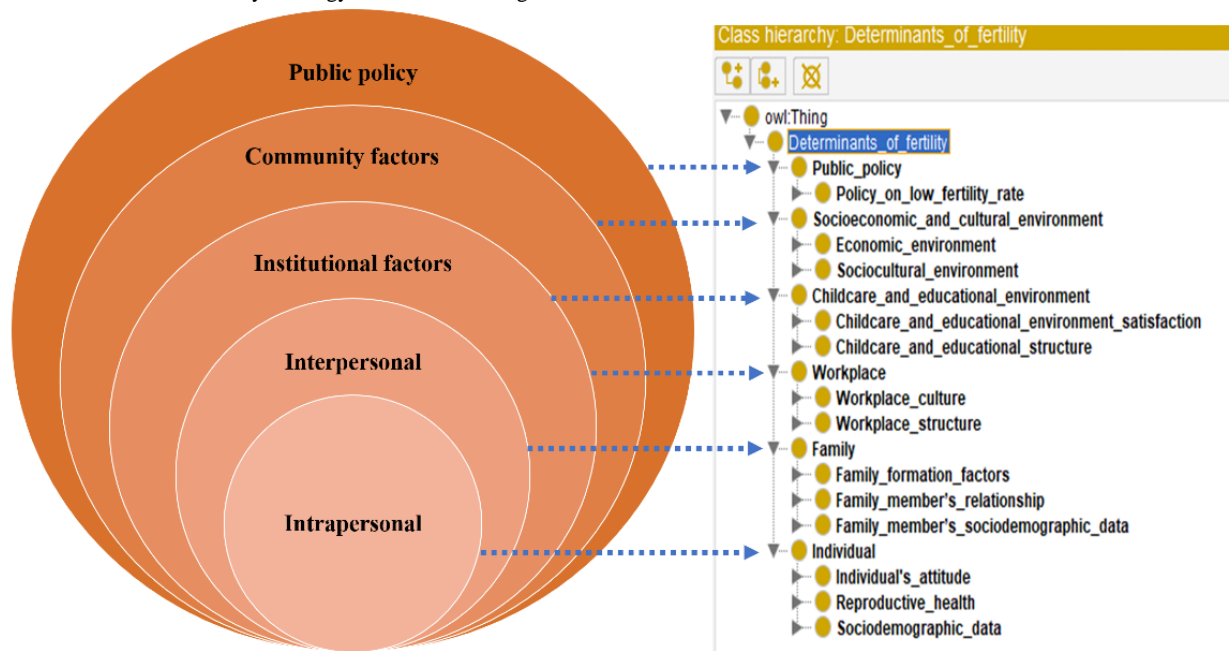 Public policy
Community factors
Institutional factors
Interpersonal
Intrapersonal
Class hierarchy: Determinants_of_fertility
owl:Thing
Determinants_of_fertility
Public_policy
Policy_on_low_fertility_rate
Socioeconomic_and_cultural_environment
Economic_environment
Sociocultural_environment
Childcare_and_educational_environment
Childcare_and_educational_environment_satisfaction
Childcare_and_educational_structure
Workplace
Workplace_culture
Workplace_structure
Family
Family_formation_factors
Family_member's_relationship
Family_member's_sociodemographic_data
Individual
Individual's_attitude
Reproductive_health
Sociodemographic_data